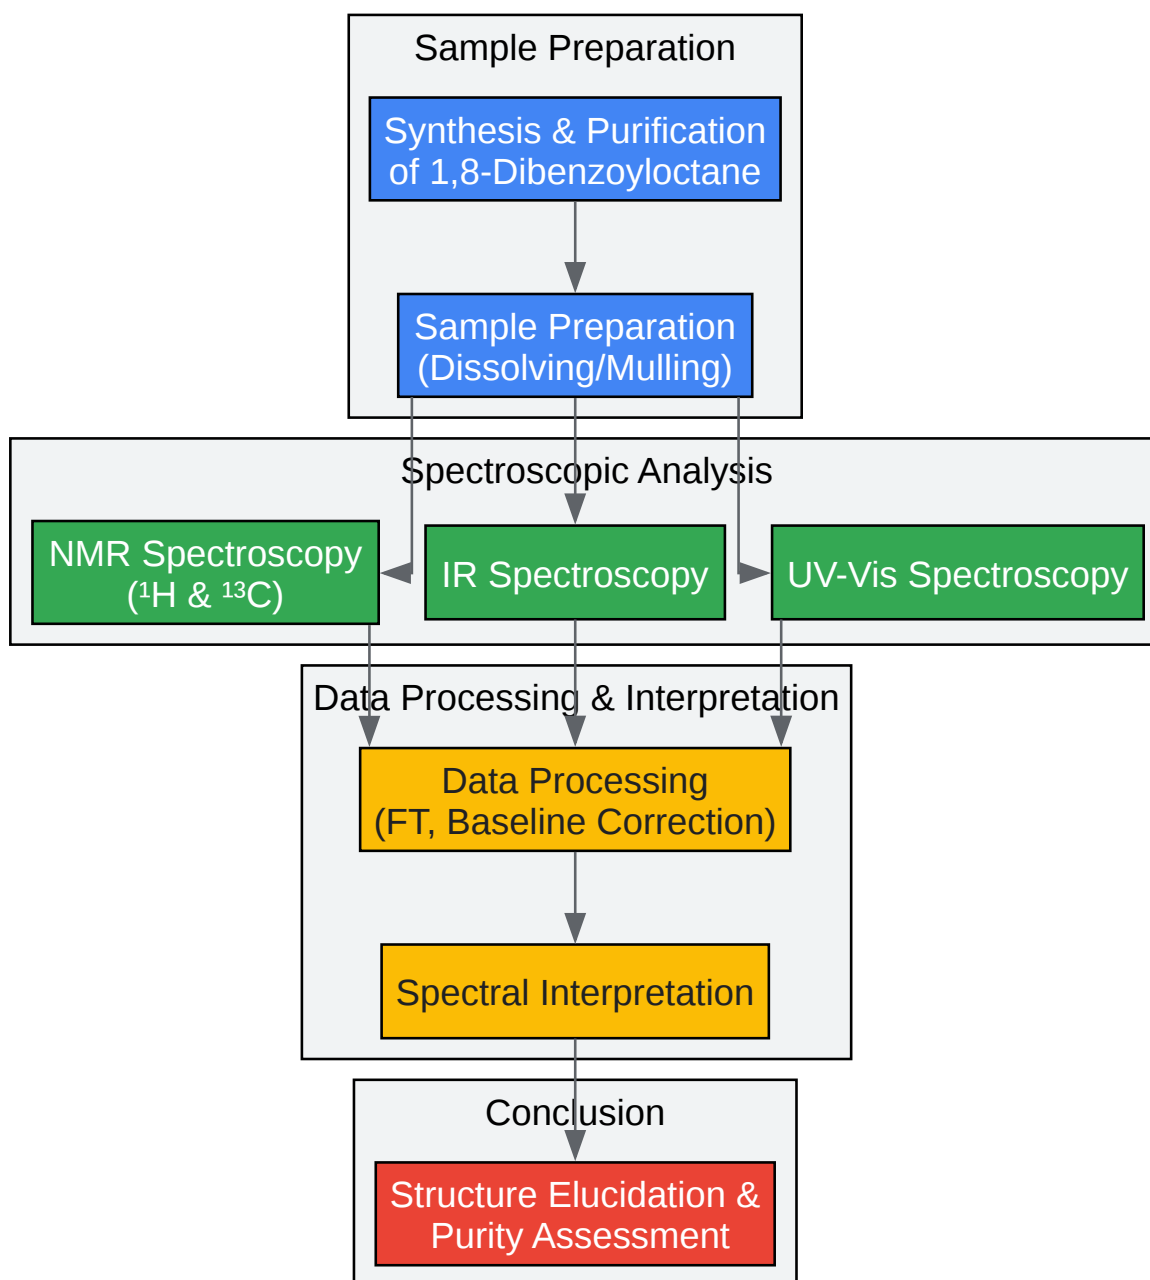 Sample Preparation
Synthesis & Purification
of 1,8-Dibenzoyloctane
Sample Preparation
(Dissolving/Mulling)
Spectroscopic Analysis
NMR Spectroscopy
(¹H & ¹³C)
IR Spectroscopy
UV-Vis Spectroscopy
Data Processing & Interpretation
Data Processing
(FT, Baseline Correction)
Spectral Interpretation
Conclusion
Structure Elucidation &
Purity Assessment